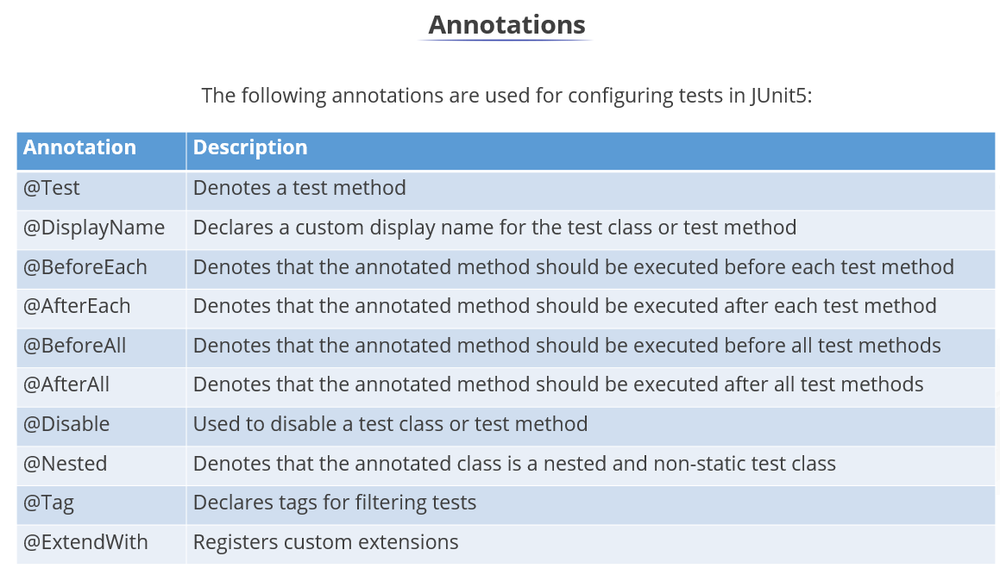 Annotations
The following annotations are used for configuring tests in JUnit5:
Annotation Description
@Test Denotes a test method
@DisplayName Declares a custom display name for the test class or test method
@BeforeEach Denotes that the annotated method should be executed before each test method
@AfterEach Denotes that the annotated method should be executed after each test method
@BeforeAll Denotes that the annotated method should be executed before all test methods
@AfterAll Denotes that the annotated method should be executed after all test methods
@Disable Used to disable a test class or test method
@Nested Denotes that the annotated class is a nested and non-static test class
@Tag Declares tags for filtering tests
@ExtendWith Registers custom extensions